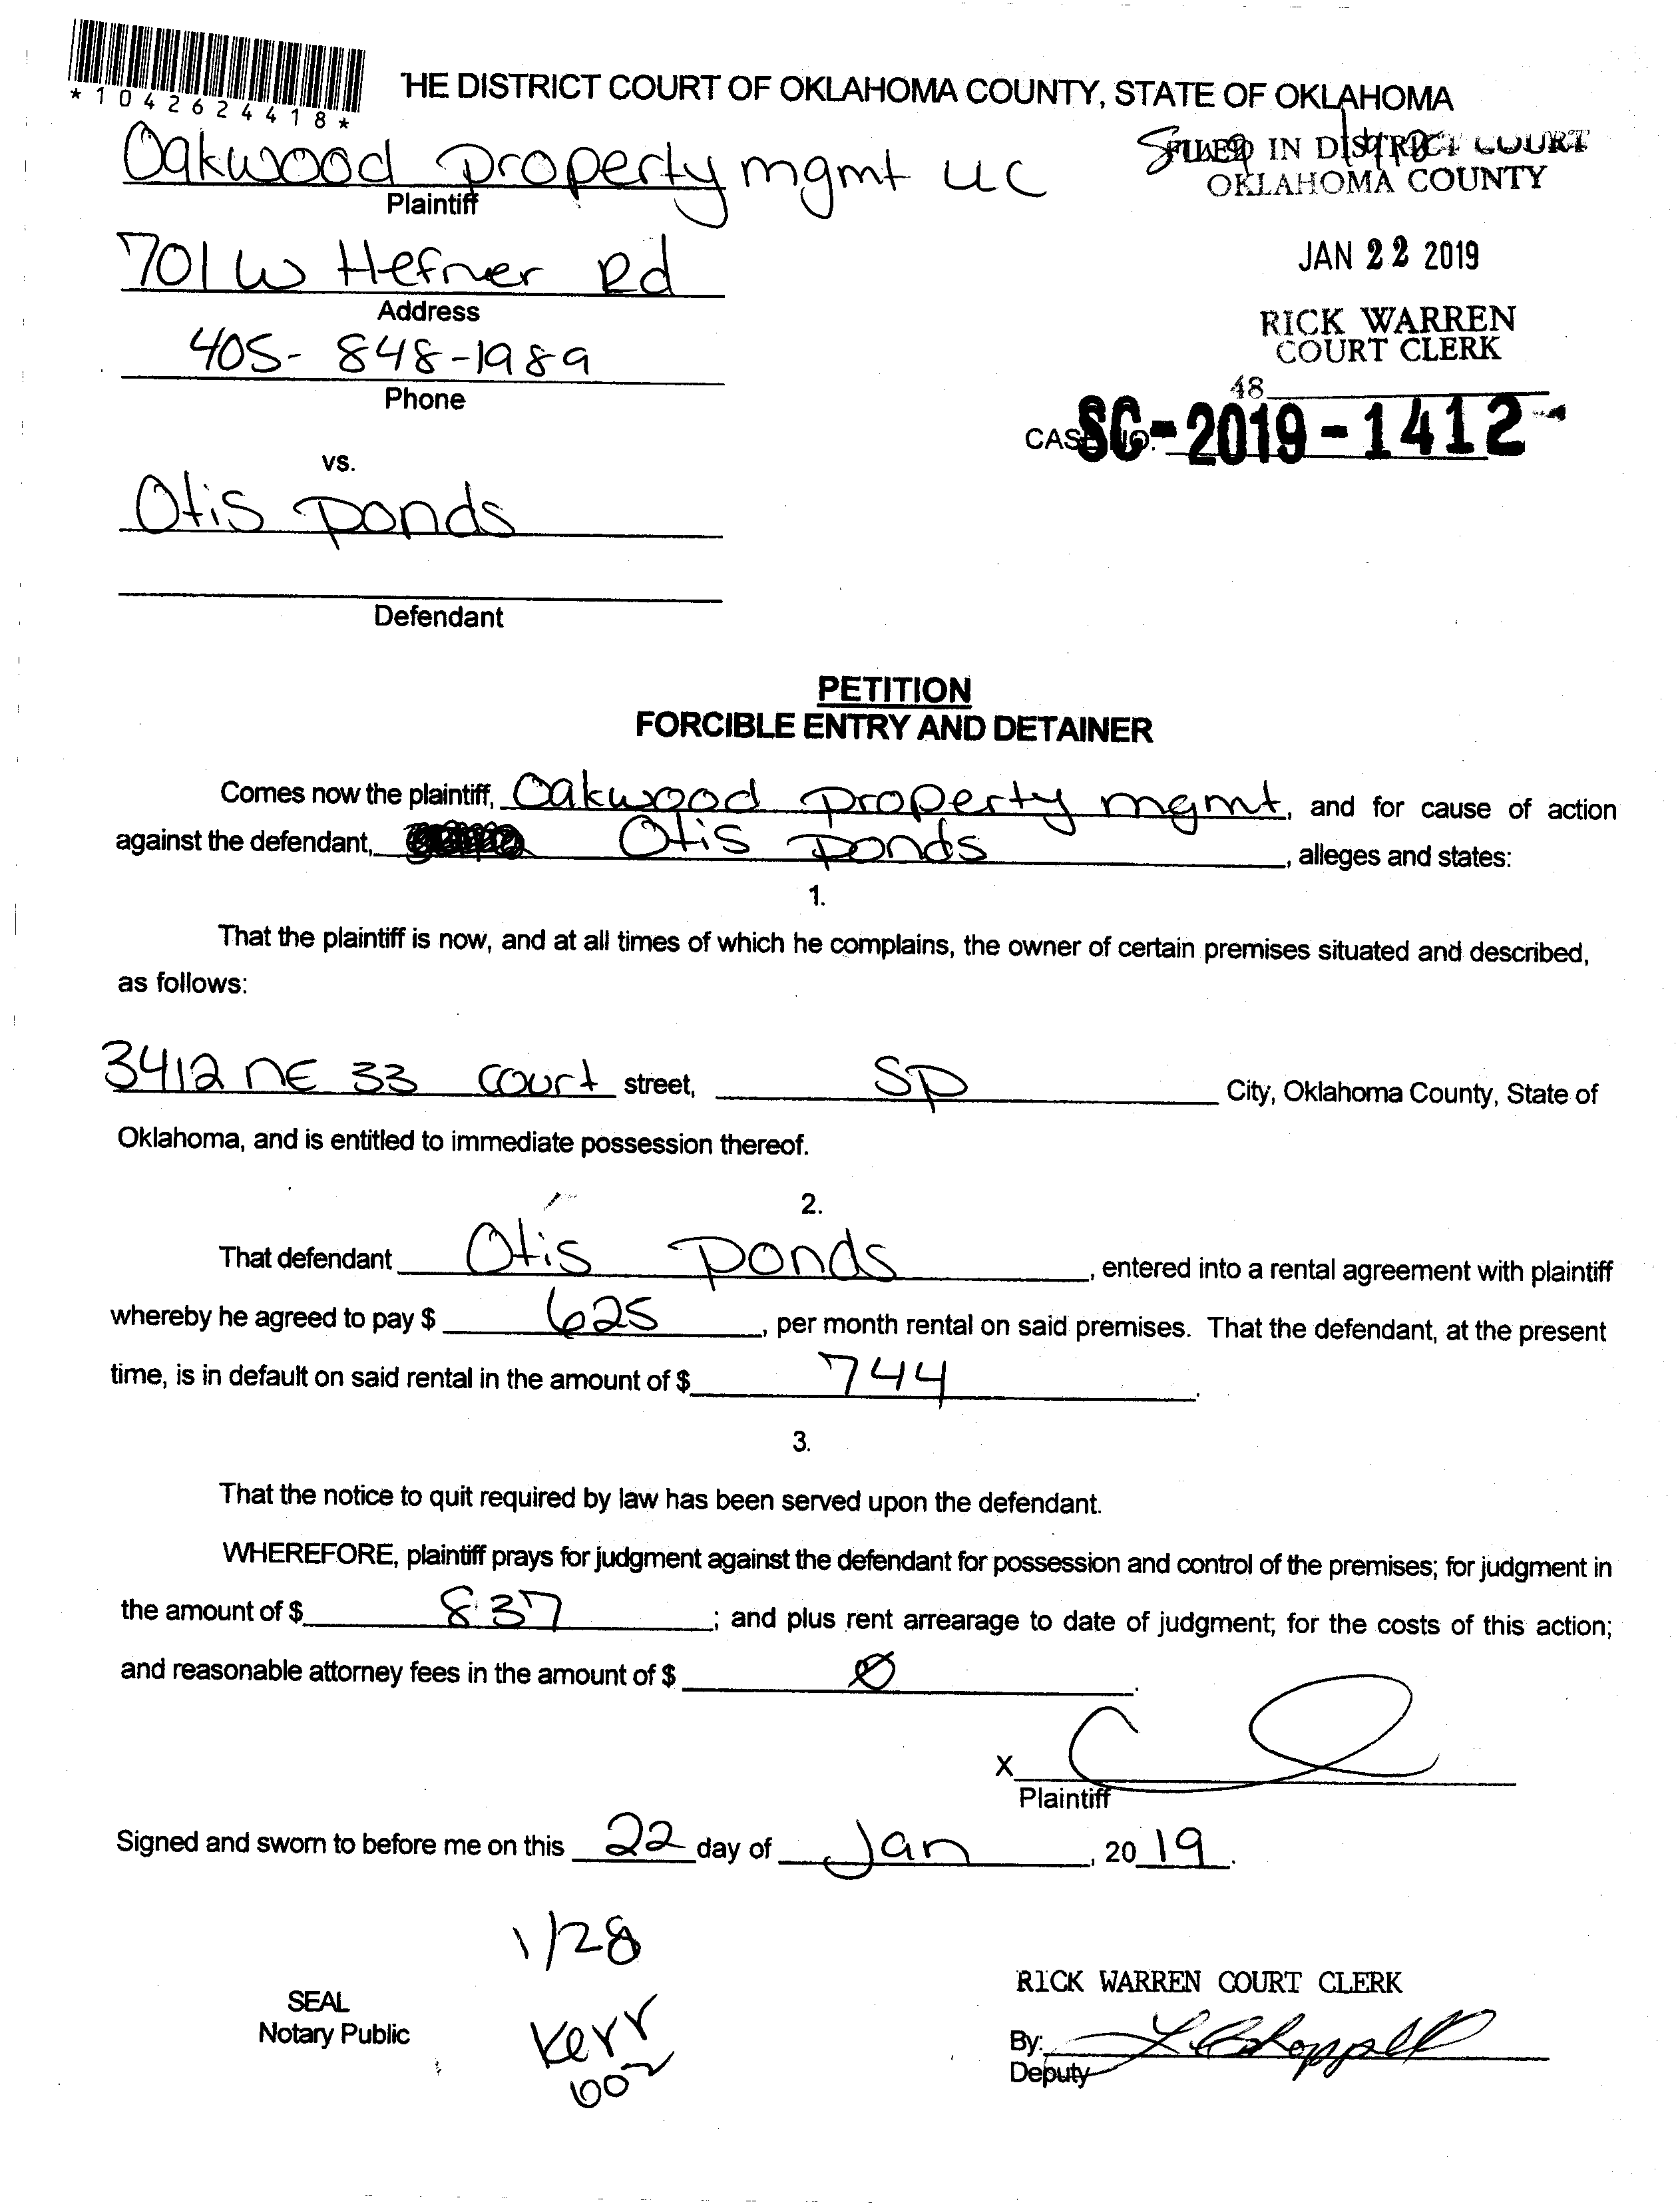 *1042624418*
HE DISTRICT COURT OF OKLAHOMA COUNTY, STATE OF OKLAHOMA
Oakwood property mgmt LLC
Plaintiff
FILED IN DISTRICT COURT
OKLAHOMA COUNTY
701 W Hefner Rd
Address
JAN 22 2019
405-848-1989
Phone
RICK WARREN
COURT CLERK
48
CASE NO. SC-2019-1412
vs.
Otis ponds
Defendant
PETITION
FORCIBLE ENTRY AND DETAINER
Comes now the plaintiff, Oakwood property mgmt, and for cause of action
against the defendant, Otis ponds, alleges and states:
1.
That the plaintiff is now, and at all times of which he complains, the owner of certain premises situated and described,
as follows:
3412 NE 33 court street, SP City, Oklahoma County, State of
Oklahoma, and is entitled to immediate possession thereof.
2.
That defendant Otis ponds, entered into a rental agreement with plaintiff
whereby he agreed to pay $ 625, per month rental on said premises. That the defendant, at the present
time, is in default on said rental in the amount of $ 744.
3.
That the notice to quit required by law has been served upon the defendant.
WHEREFORE, plaintiff prays for judgment against the defendant for possession and control of the premises; for judgment in
the amount of $ 837; and plus rent arrearage to date of judgment; for the costs of this action;
and reasonable attorney fees in the amount of $ Ø.
X
Plaintiff
Signed and sworn to before me on this 22 day of Jan, 2019.
1/28
SEAL
Notary Public
Kerr
602
RICK WARREN COURT CLERK
By:
Deputy